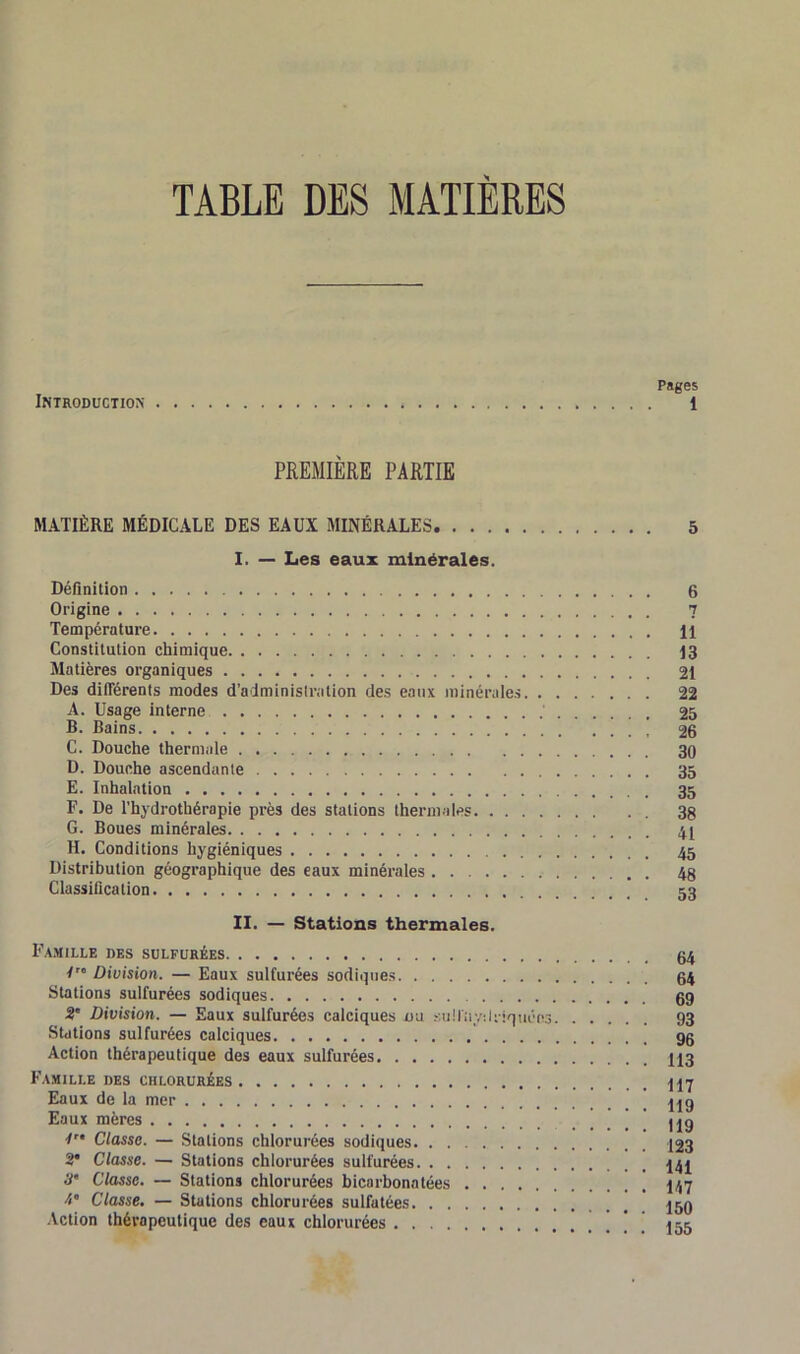 TABLE DES MATIÈRES
Pages
INTRODUCTION . . . . . . . . . . 1
PREMIÈRE PARTIE
MATIÈRE MÉDICALE DES EAUX MINÉRALES. . . . . . . . . . 5
I. — Les eaux minérales.
Définition . . . . . . . . . . 6
Origine . . . . . . . . . . 7
Température. . . . . . . . . . 11
Constitution chimique. . . . . . . . . . 13
Matières organiques . . . . . . . . . . 21
Des différents modes d'administration des eaux minérales. . . . . . . . 22
A. Usage interne . . . . . . . . . . 25
B. Bains. . . . . . . . . . 26
C. Douche thermale . . . . . . . . . . 30
D. Douche ascendante . . . . . . . . . . 35
E. Inhalation . . . . . . . . . . 35
F. De l'hydrothérapie près des stations thermales. . . . . . . . . . 38
G. Boues minérales. . . . . . . . . . 41
H. Conditions hygiéniques . . . . . . . . . . 45
Distribution géographique des eaux minérales . . . . . . . . . . 48
Classification. . . . . . . . . . 53
II. — Stations thermales.
FAMILLE DES SULFURÉES. . . . . . . . . . 64
1re Division. — Eaux sulfurées sodiques. . . . . . . . . . 64
Stations sulfurées sodiques. . . . . . . . . . 69
2e Division. — Eaux sulfurées calciques ou sulfhydriquées. . . . . . 93
Stations sulfurées calciques. . . . . . . . . . 96
Action thérapeutique des eaux sulfurées. . . . . . . . . . 113
FAMILLE DES CHLORURÉES . . . . . . . . . . 117
Eaux de la mer . . . . . . . . . . 119
Eaux mères . . . . . . . . . . 119
1re Classe. — Stations chlorurées sodiques. . . . . . . . . . 123
2e Classe. — Stations chlorurées sulfurées. . . . . . . . . . 141
3e Classe. — Stations chlorurées bicarbonatées . . . . . . . . . . 147
4e Classe. — Stations chlorurées sulfatées. . . . . . . . . . 150
Action thérapeutique des eaux chlorurées . . . . . . . . . . 155